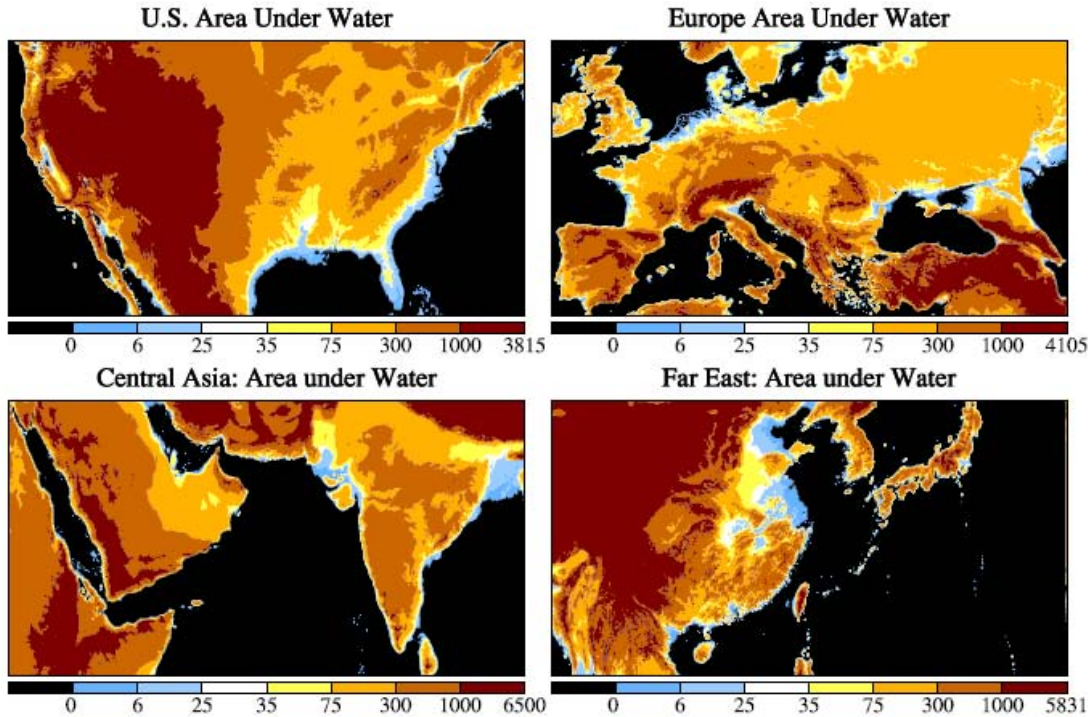 U.S. Area Under Water
Europe Area Under Water
0 6 25 35 75 300 1000 3815
0 6 25 35 75 300 1000 4105
Central Asia: Area under Water
Far East: Area under Water
0 6 25 35 75 300 1000 6500
0 6 25 35 75 300 1000 5831